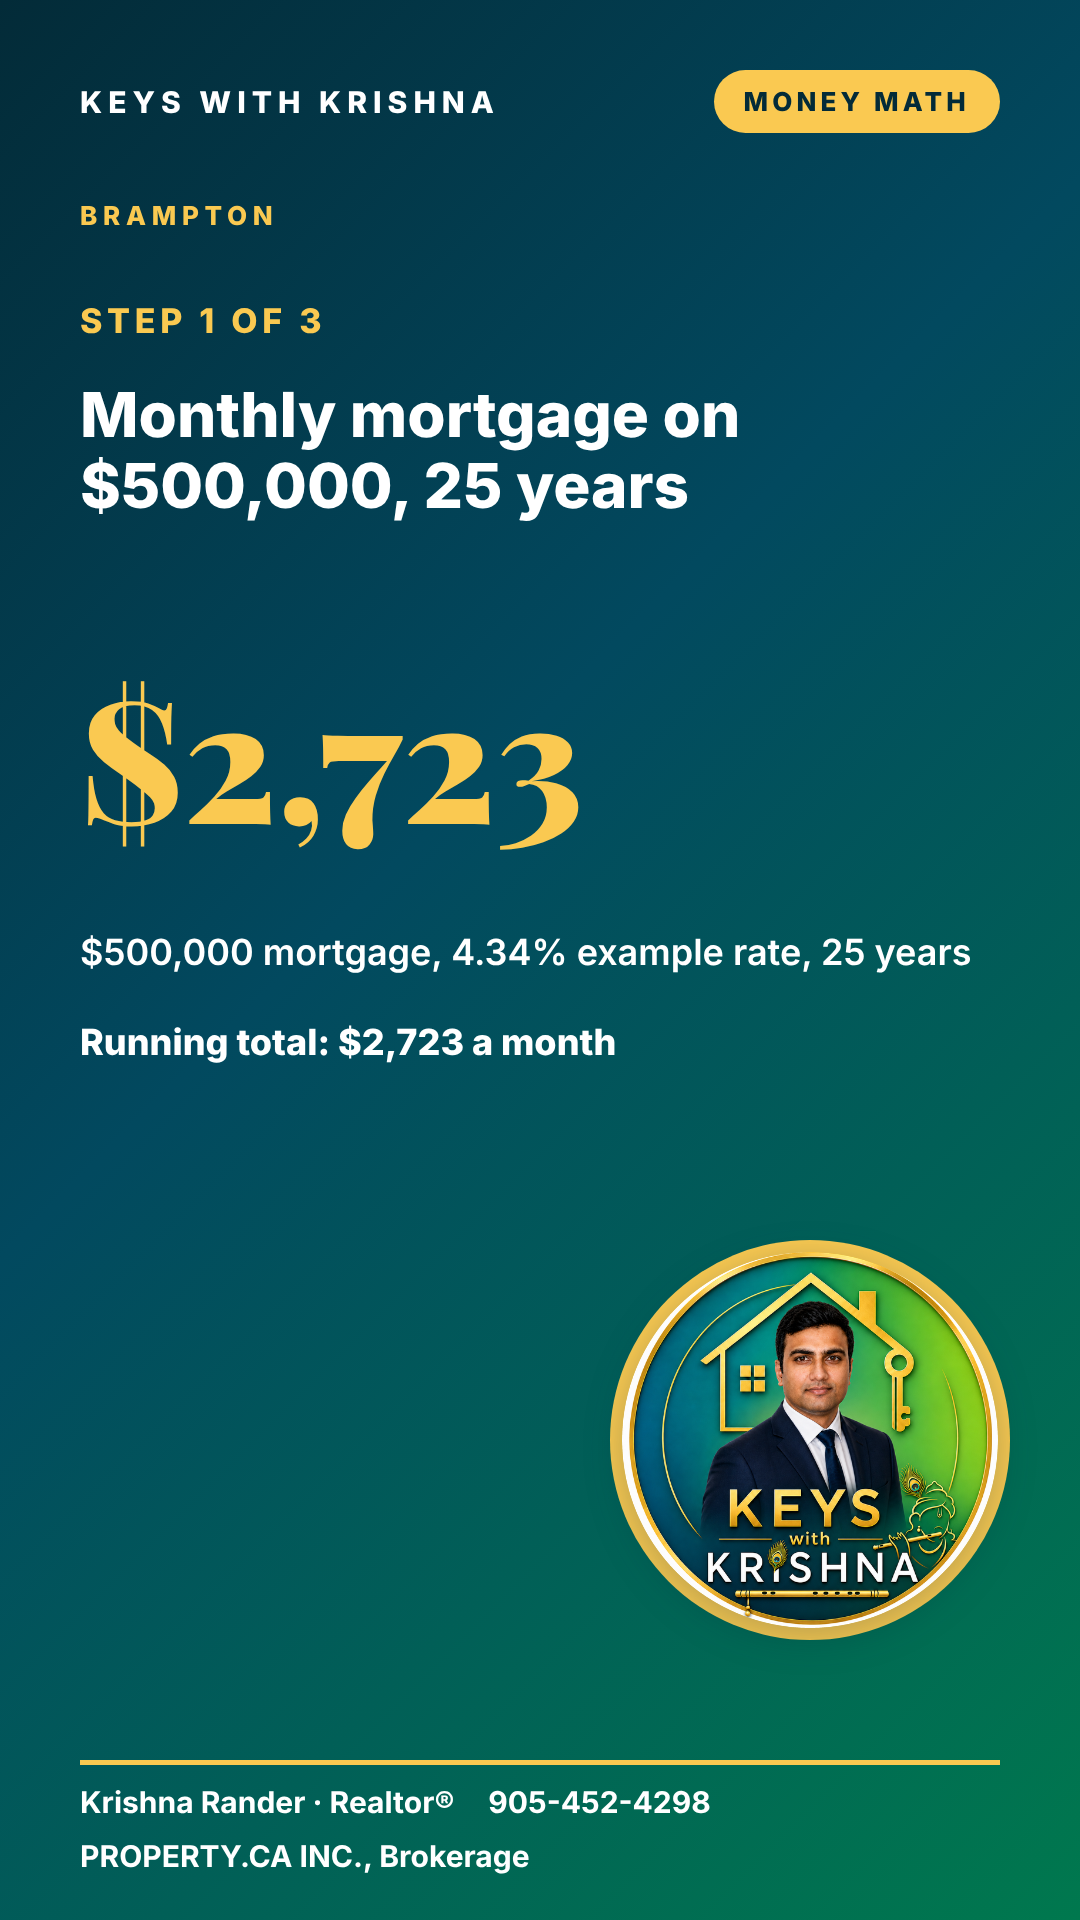 KEYS WITH KRISHNA
MONEY MATH
BRAMPTON
STEP 1 OF 3
Monthly mortgage on
$500,000, 25 years
$2,723
$500,000 mortgage, 4.34% example rate, 25 years
Running total: $2,723 a month
KEYS
with
KRISHNA
Krishna Rander · Realtor® 905-452-4298
PROPERTY.CA INC., Brokerage